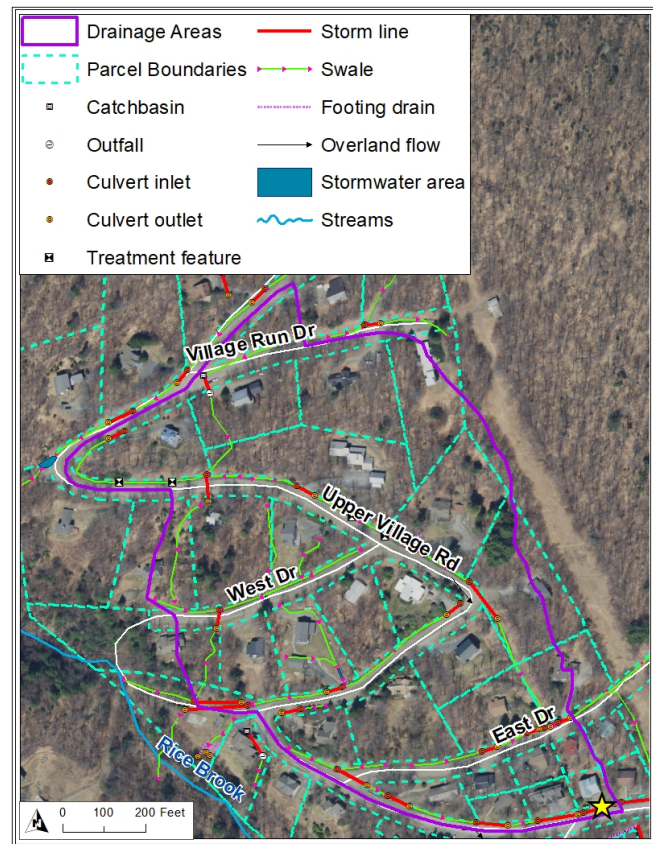 Drainage Areas
Storm line
Parcel Boundaries
Swale
Catchbasin
Footing drain
Outfall
Overland flow
Culvert inlet
Stormwater area
Culvert outlet
Streams
Treatment feature
Village Run Dr
Upper Village Rd
West Dr
East Dr
Rice Brook
N
0 100 200 Feet